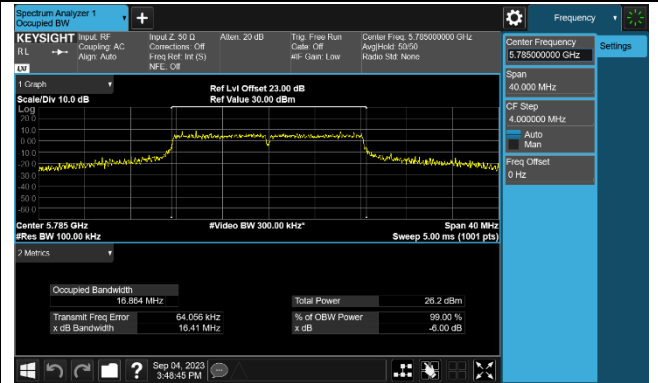 Spectrum Analyzer 1
Occupied BW
+
Frequency
KEYSIGHT
RL
LXI
Input: RF
Coupling: AC
Align: Auto
Input Z: 50 Ω
Corrections: Off
Freq Ref: Int (S)
NFE: Off
Atten: 20 dB
Trig: Free Run
Gate: Off
#IF Gain: Low
Center Freq: 5.785000000 GHz
Avg|Hold: 50/50
Radio Std: None
Center Frequency
5.785000000 GHz
Settings
Span
40.000 MHz
CF Step
4.000000 MHz
Auto
Man
Freq Offset
0 Hz
1 Graph
Scale/Div 10.0 dB
Ref Lvl Offset 23.00 dB
Ref Value 30.00 dBm
Log
20.0
10.0
0.00
-10.0
-20.0
-30.0
-40.0
-50.0
-60.0
Center 5.785 GHz
#Res BW 100.00 kHz
#Video BW 300.00 kHz*
Span 40 MHz
Sweep 5.00 ms (1001 pts)
2 Metrics
Occupied Bandwidth
16.864 MHz
Total Power 26.2 dBm
Transmit Freq Error 64.056 kHz
% of OBW Power 99.00 %
x dB Bandwidth 16.41 MHz
x dB -6.00 dB
?
Sep 04, 2023
3:48:45 PM